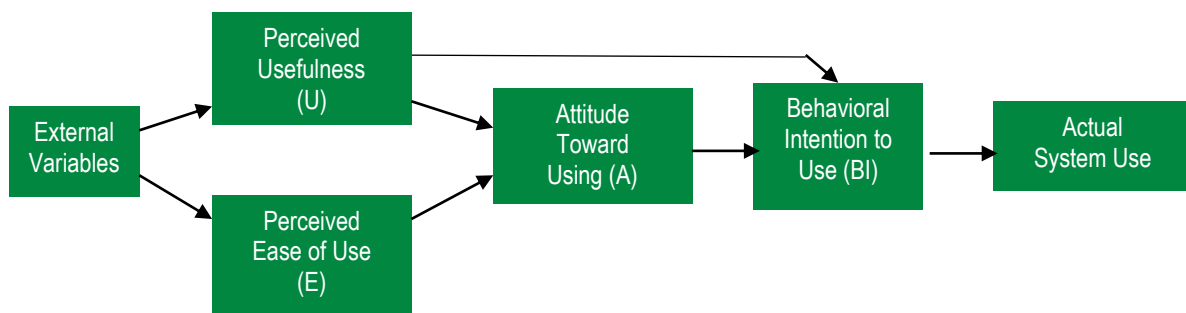 External
Variables
Perceived
Usefulness
(U)
Perceived
Ease of Use
(E)
Attitude
Toward
Using (A)
Behavioral
Intention to
Use (BI)
Actual
System Use